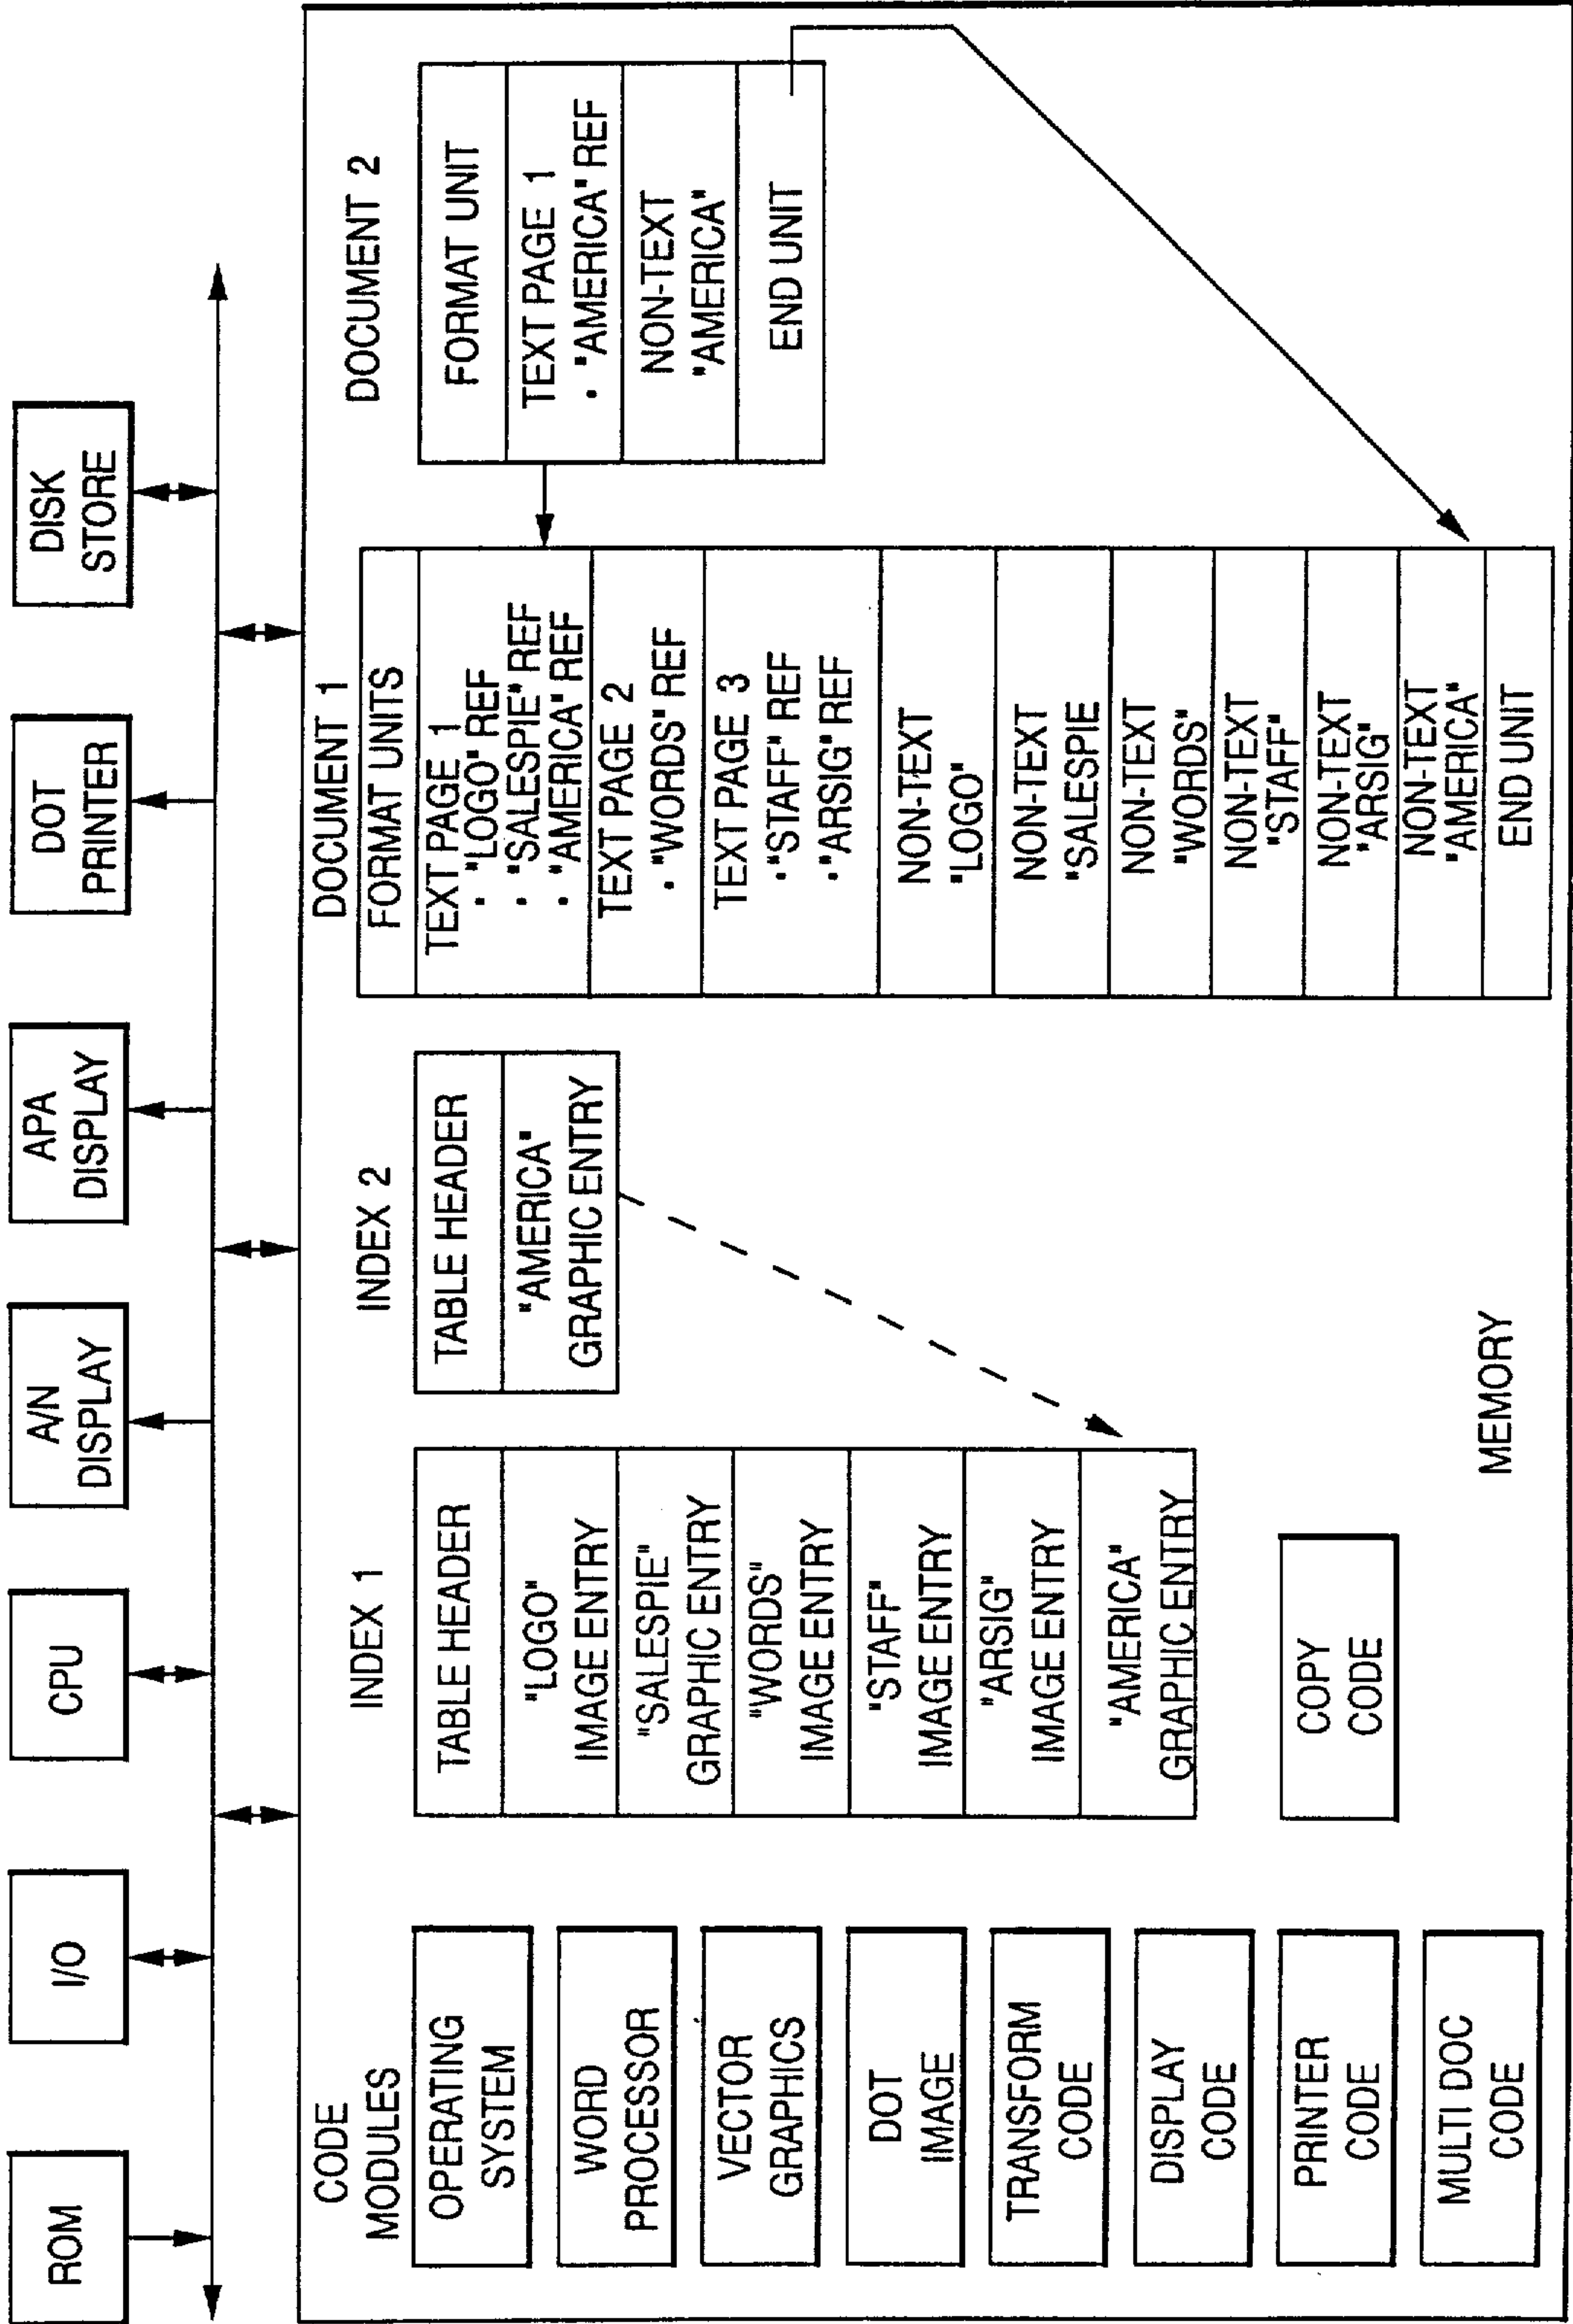 ROM
I/O
CPU
A/N
DISPLAY
APA
DISPLAY
DOT
PRINTER
DISK
STORE
CODE
MODULES
OPERATING
SYSTEM
WORD
PROCESSOR
VECTOR
GRAPHICS
DOT
IMAGE
TRANSFORM
CODE
DISPLAY
CODE
PRINTER
CODE
MULTI DOC
CODE
INDEX 1
TABLE HEADER
"LOGO"
IMAGE ENTRY
"SALESPIE"
GRAPHIC ENTRY
"WORDS"
IMAGE ENTRY
"STAFF"
IMAGE ENTRY
"ARSIG"
IMAGE ENTRY
"AMERICA"
GRAPHIC ENTRY
COPY
CODE
INDEX 2
TABLE HEADER
"AMERICA"
GRAPHIC ENTRY
MEMORY
DOCUMENT 1
FORMAT UNITS
TEXT PAGE 1
• "LOGO" REF
• "SALESPIE" REF
• "AMERICA" REF
TEXT PAGE 2
• "WORDS" REF
TEXT PAGE 3
• "STAFF" REF
• "ARSIG" REF
NON-TEXT
"LOGO"
NON-TEXT
"SALESPIE
NON-TEXT
"WORDS"
NON-TEXT
"STAFF"
NON-TEXT
"ARSIG"
NON-TEXT
"AMERICA"
END UNIT
DOCUMENT 2
FORMAT UNIT
TEXT PAGE 1
• "AMERICA" REF
NON-TEXT
"AMERICA"
END UNIT